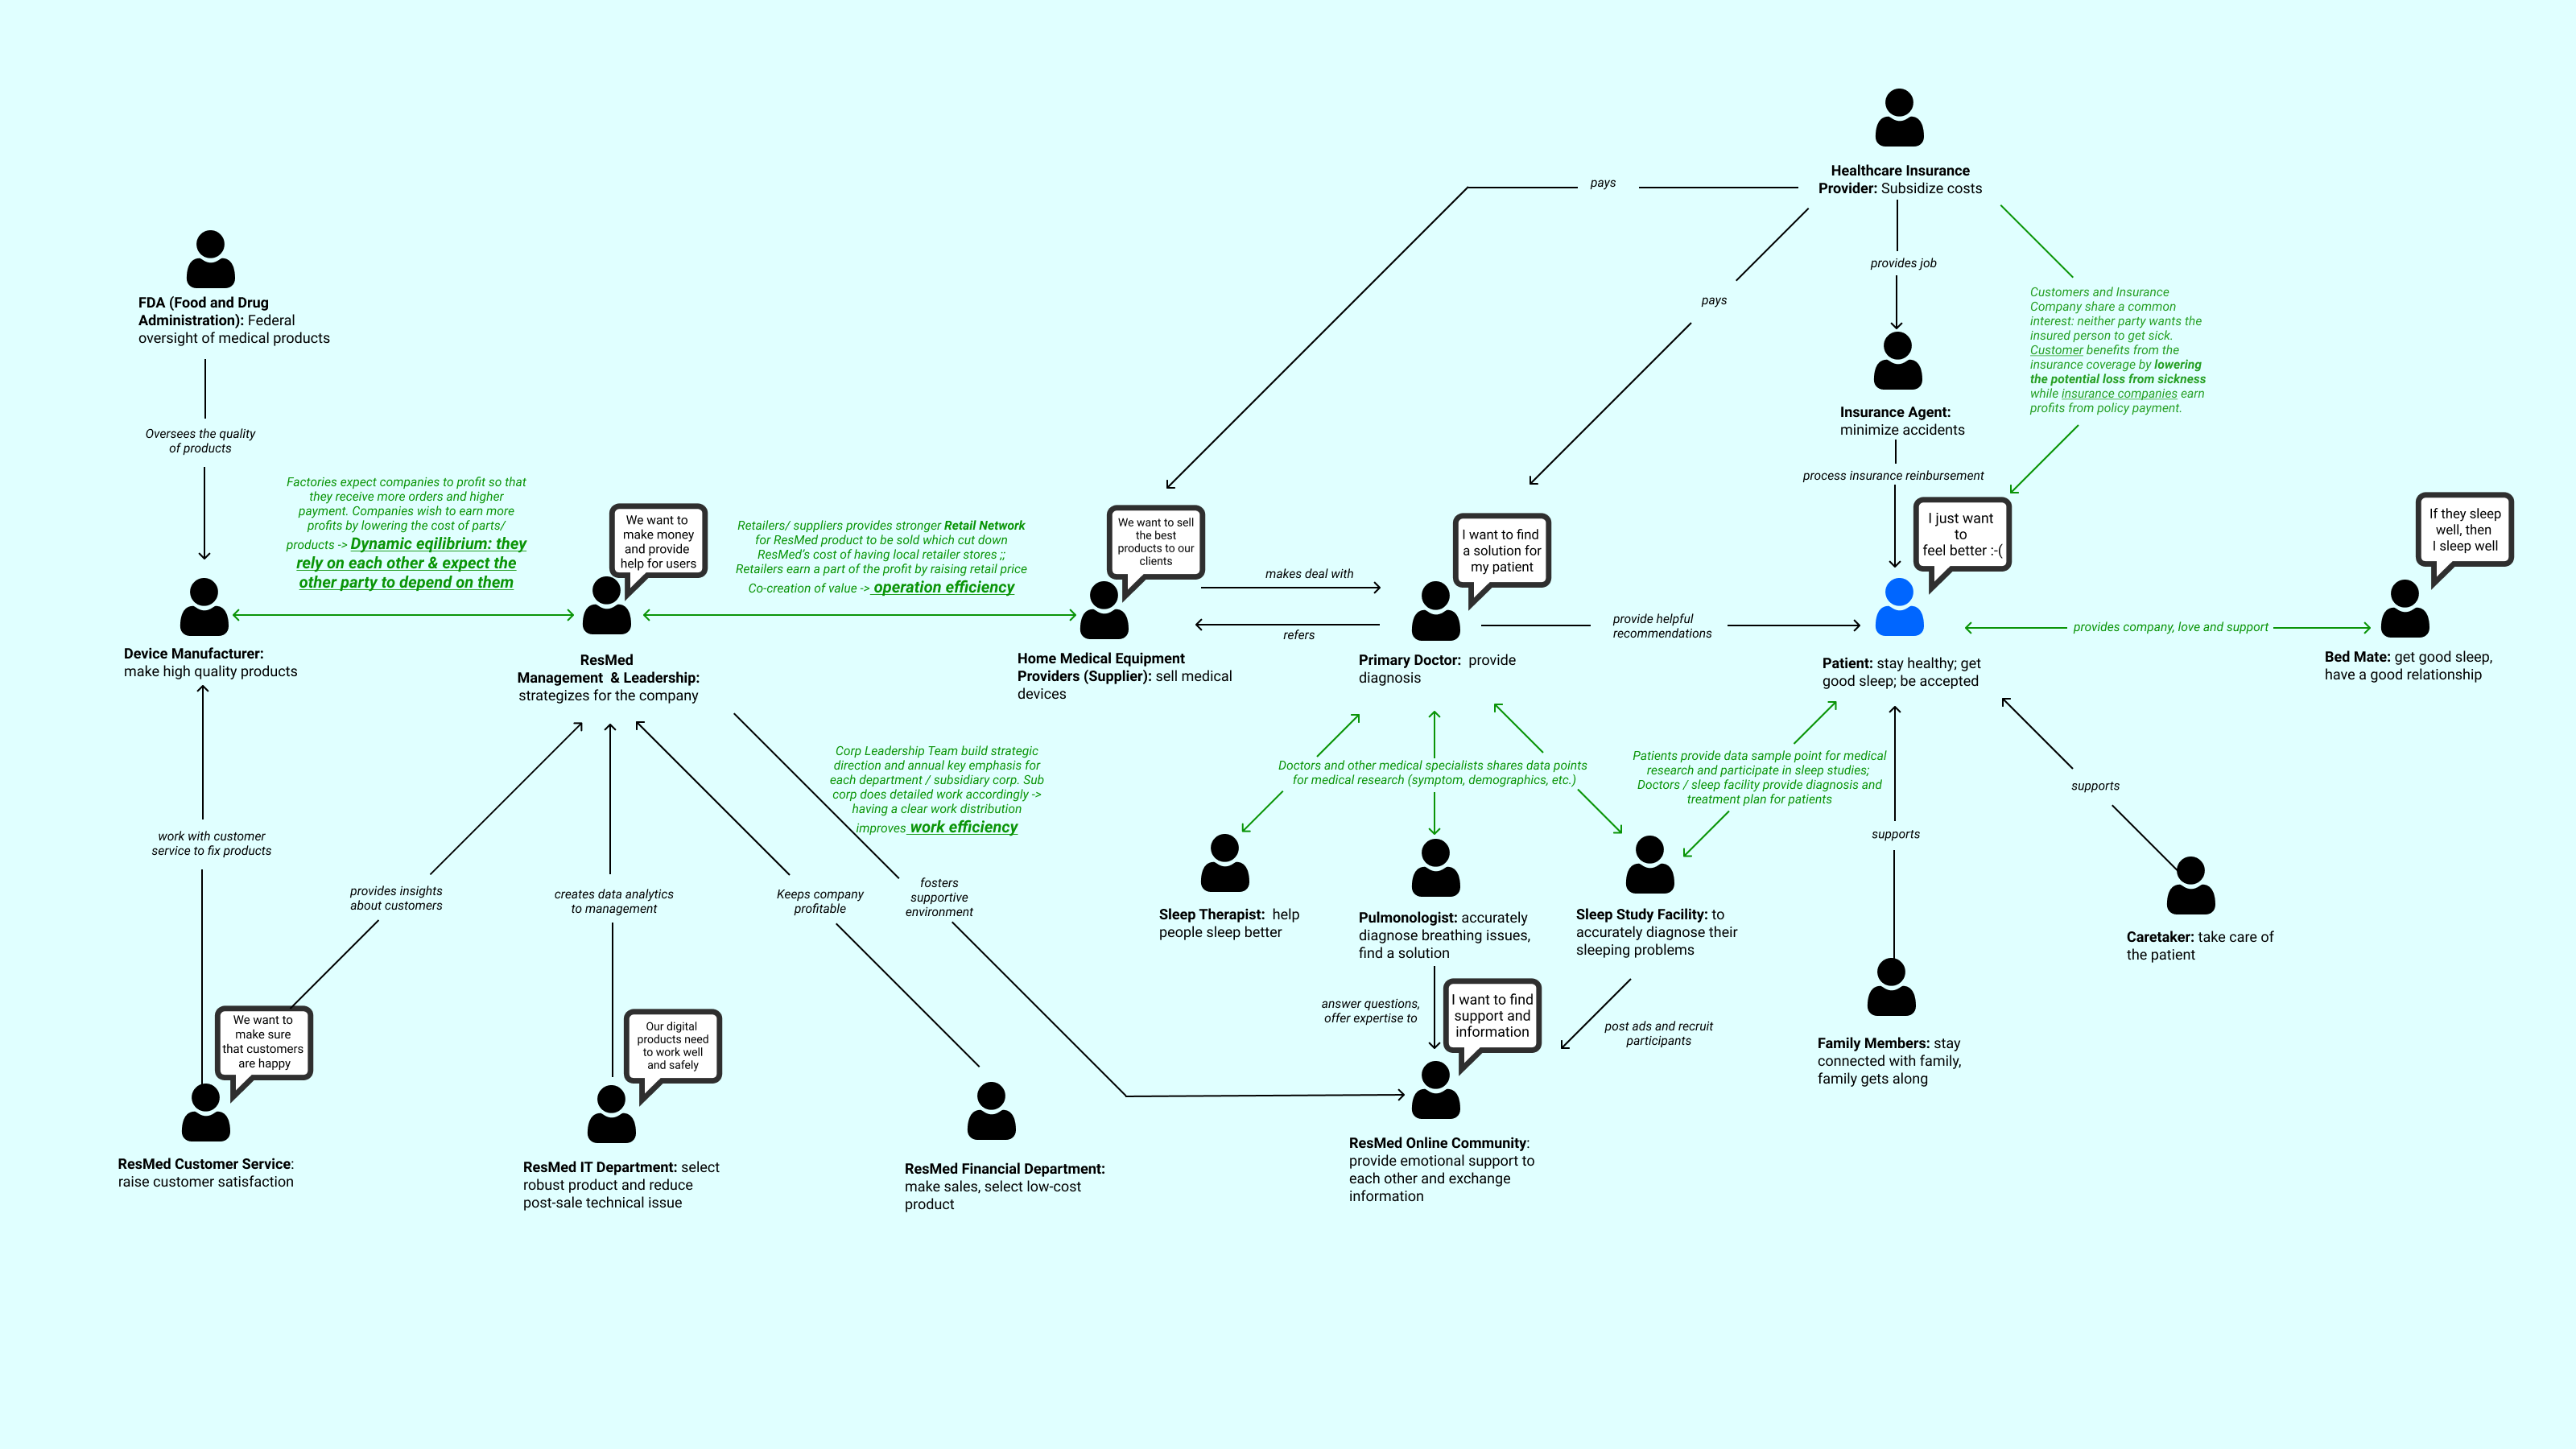 Healthcare Insurance
Provider: Subsidize costs
pays
pays
provides job
FDA (Food and Drug
Administration): Federal
oversight of medical products
Oversees the quality
of products
Customers and Insurance
Company share a common
interest: neither party wants the
insured person to get sick.
Customer benefits from the
insurance coverage by lowering
the potential loss from sickness
while insurance companies earn
profits from policy payment.
Insurance Agent:
minimize accidents
process insurance reinbursement
Factories expect companies to profit so that
they receive more orders and higher
payment. Companies wish to earn more
profits by lowering the cost of parts/
products -> Dynamic eqilibrium: they
rely on each other & expect the
other party to depend on them
We want to
make money
and provide
help for users
Retailers/ suppliers provides stronger Retail Network
for ResMed product to be sold which cut down
ResMed's cost of having local retailer stores ;;
Retailers earn a part of the profit by raising retail price
Co-creation of value -> operation efficiency
We want to sell
the best
products to our
clients
makes deal with
refers
I want to find
a solution for
my patient
provide helpful
recommendations
I just want
to
feel better :-(
If they sleep
well, then
I sleep well
provides company, love and support
Device Manufacturer:
make high quality products
ResMed
Management & Leadership:
strategizes for the company
Home Medical Equipment
Providers (Supplier): sell medical
devices
Primary Doctor: provide
diagnosis
Patient: stay healthy; get
good sleep; be accepted
Bed Mate: get good sleep,
have a good relationship
Corp Leadership Team build strategic
direction and annual key emphasis for
each department / subsidiary corp. Sub
corp does detailed work accordingly ->
having a clear work distribution
improves work efficiency
Doctors and other medical specialists shares data points
for medical research (symptom, demographics, etc.)
Patients provide data sample point for medical
research and participate in sleep studies;
Doctors / sleep facility provide diagnosis and
treatment plan for patients
supports
supports
work with customer
service to fix products
provides insights
about customers
creates data analytics
to management
Keeps company
profitable
fosters
supportive
environment
Sleep Therapist: help
people sleep better
Pulmonologist: accurately
diagnose breathing issues,
find a solution
Sleep Study Facility: to
accurately diagnose their
sleeping problems
Caretaker: take care of
the patient
answer questions,
offer expertise to
I want to find
support and
information
post ads and recruit
participants
Family Members: stay
connected with family,
family gets along
We want to
make sure
that customers
are happy
Our digital
products need
to work well
and safely
ResMed Customer Service:
raise customer satisfaction
ResMed IT Department: select
robust product and reduce
post-sale technical issue
ResMed Financial Department:
make sales, select low-cost
product
ResMed Online Community:
provide emotional support to
each other and exchange
information